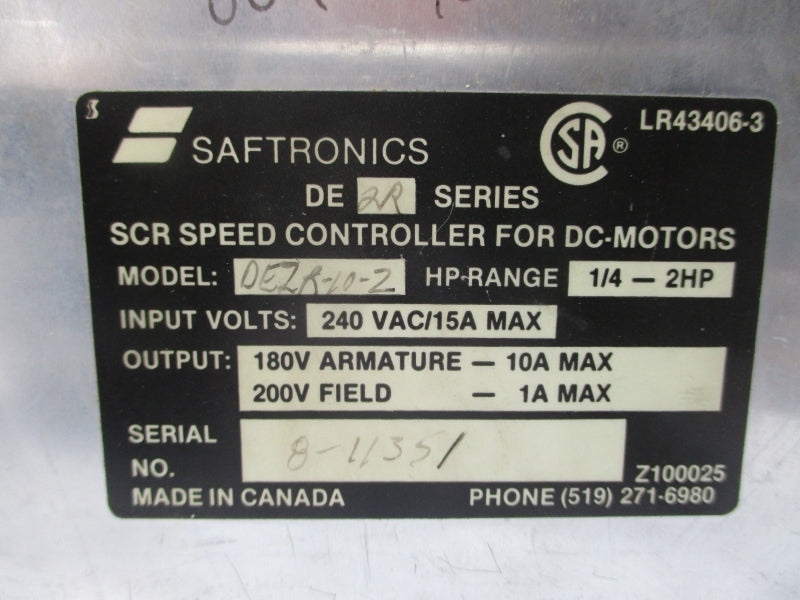 SAFTRONICS
CSA ® LR43406-3
DE 2R SERIES
SCR SPEED CONTROLLER FOR DC-MOTORS
MODEL: DE2R-10-2 HP-RANGE 1/4 — 2HP
INPUT VOLTS: 240 VAC/15A MAX
OUTPUT: 180V ARMATURE — 10A MAX
200V FIELD — 1A MAX
SERIAL
NO. 8-11351
Z100025
MADE IN CANADA PHONE (519) 271-6980